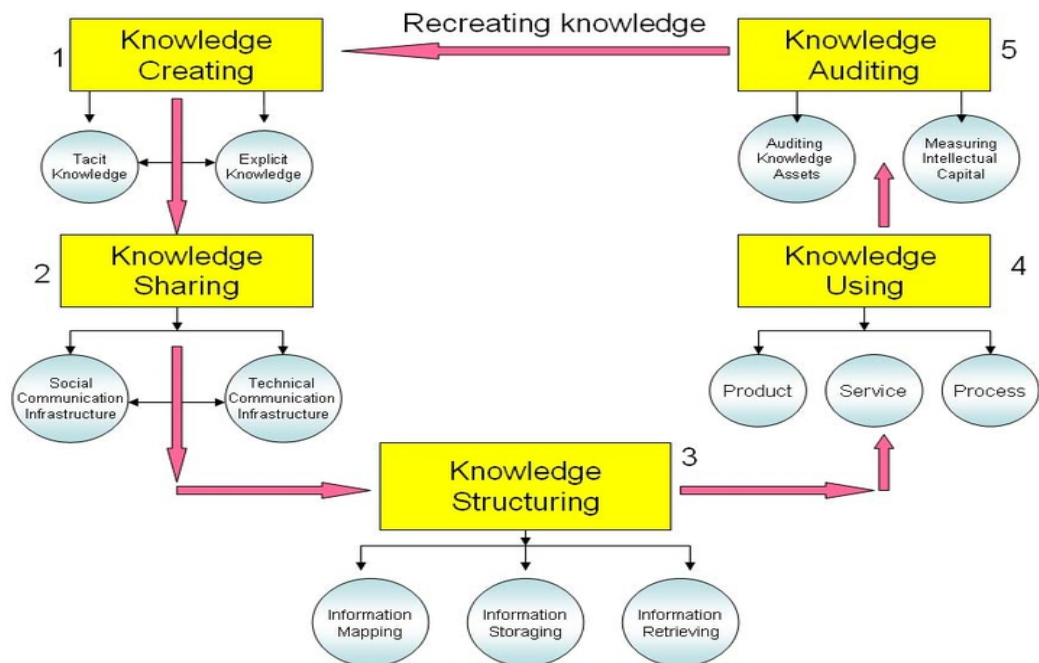 Recreating knowledge
1
Knowledge
Creating
Tacit
Knowledge
Explicit
Knowledge
2
Knowledge
Sharing
Social
Communication
Infrastructure
Technical
Communication
Infrastructure
3
Knowledge
Structuring
Information
Mapping
Information
Storaging
Information
Retrieving
4
Knowledge
Using
Product
Service
Process
5
Knowledge
Auditing
Auditing
Knowledge
Assets
Measuring
Intellectual
Capital